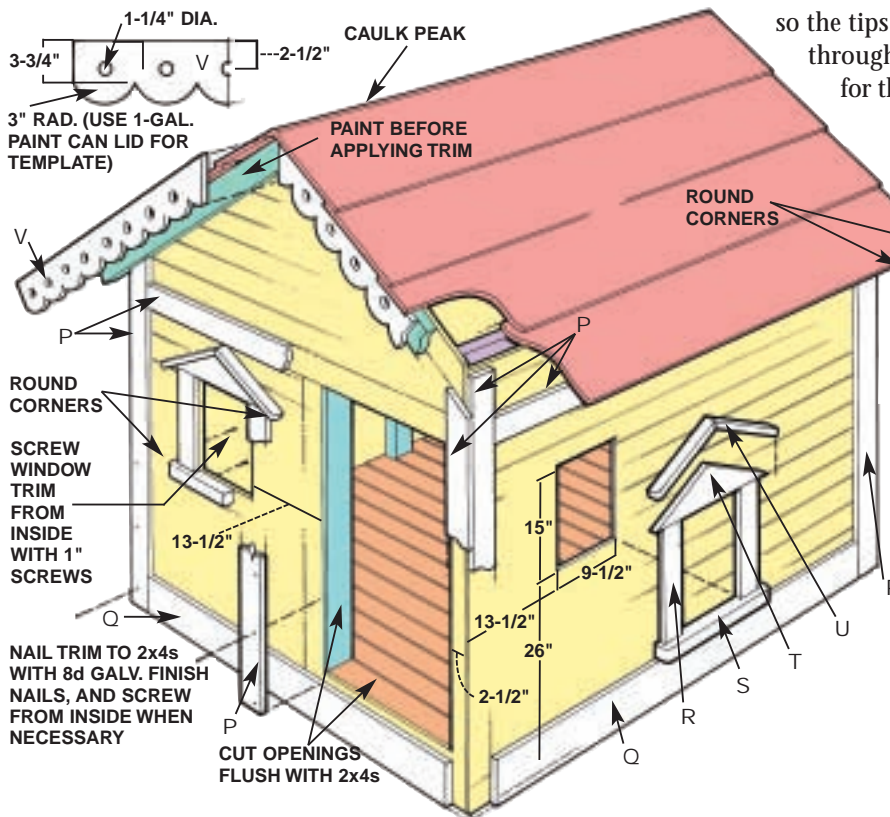 1-1/4" DIA.
3-3/4"
V
2-1/2"
3" RAD. (USE 1-GAL.
PAINT CAN LID FOR
TEMPLATE)
CAULK PEAK
so the tips
through
for th
PAINT BEFORE
APPLYING TRIM
ROUND
CORNERS
V
P
P
ROUND
CORNERS
SCREW
WINDOW
TRIM
FROM
INSIDE
WITH 1"
SCREWS
13-1/2"
15"
9-1/2"
13-1/2"
26"
2-1/2"
Q
NAIL TRIM TO 2x4s
WITH 8d GALV. FINISH
NAILS, AND SCREW
FROM INSIDE WHEN
NECESSARY
P
CUT OPENINGS
FLUSH WITH 2x4s
U
T
S
R
Q